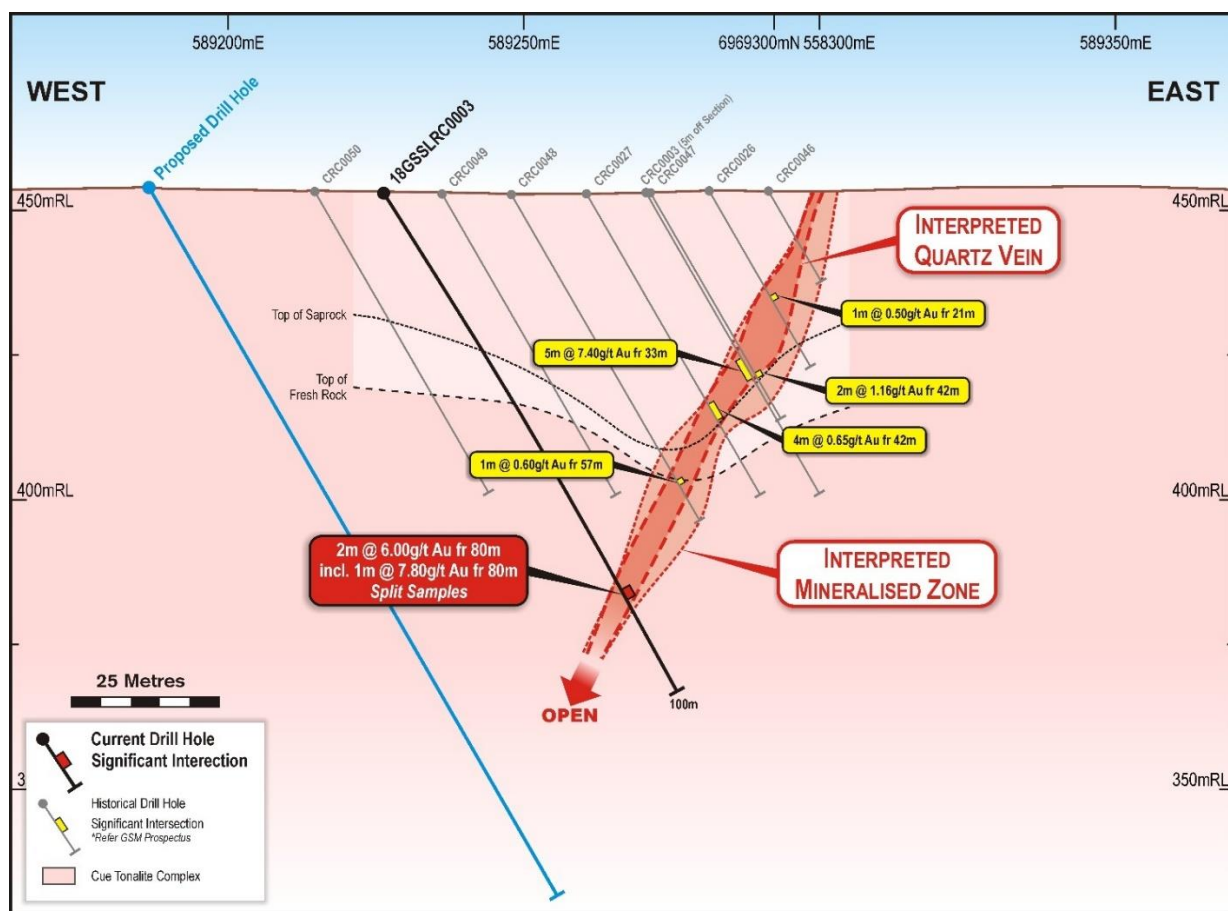 589200mE
589250mE
6969300mN 558300mE
589350mE
WEST
EAST
Proposed Drill Hole
CRC0050
18GSSLRC0003
CRC0049
CRC0048
CRC0027
CRC0003 (5m off Section)
CRC0047
CRC0026
CRC0046
450mRL
450mRL
INTERPRETED
QUARTZ VEIN
Top of Saprock
1m @ 0.50g/t Au fr 21m
5m @ 7.40g/t Au fr 33m
Top of
Fresh Rock
2m @ 1.16g/t Au fr 42m
4m @ 0.65g/t Au fr 42m
1m @ 0.60g/t Au fr 57m
400mRL
400mRL
2m @ 6.00g/t Au fr 80m
incl. 1m @ 7.80g/t Au fr 80m
Split Samples
INTERPRETED
MINERALISED ZONE
25 Metres
OPEN
100m
Current Drill Hole
Significant Interection
3
350mRL
Historical Drill Hole
Significant Intersection
*Refer GSM Prospectus
Cue Tonalite Complex